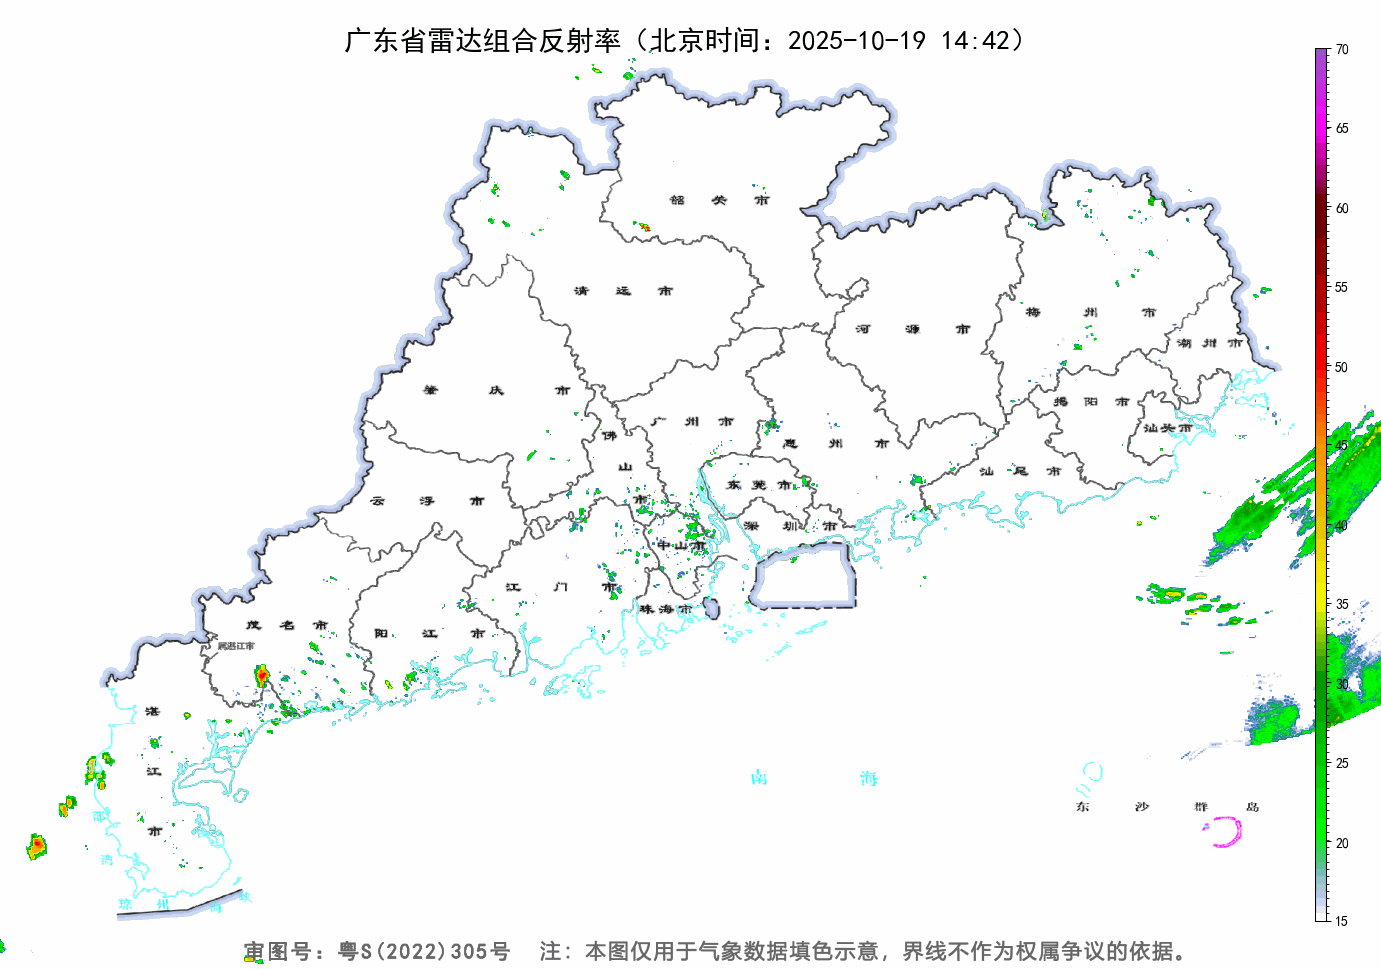 广东省雷达组合反射率（北京时间：2025-10-19 14:42）
70
65
60
55
50
45
40
35
30
25
20
15
韶关市
清远市
河源市
梅州市
潮州市
肇庆市
广州市
揭阳市
佛山市
惠州市
汕头市
云浮市
东莞市
汕尾市
深圳市
中山市
江门市
珠海市
茂名市
阳江市
属湛江市
湛江市
南海
东沙群岛
部湾
琼州海峡
审图号：粤S(2022)305号 注：本图仅用于气象数据填色示意，界线不作为权属争议的依据。